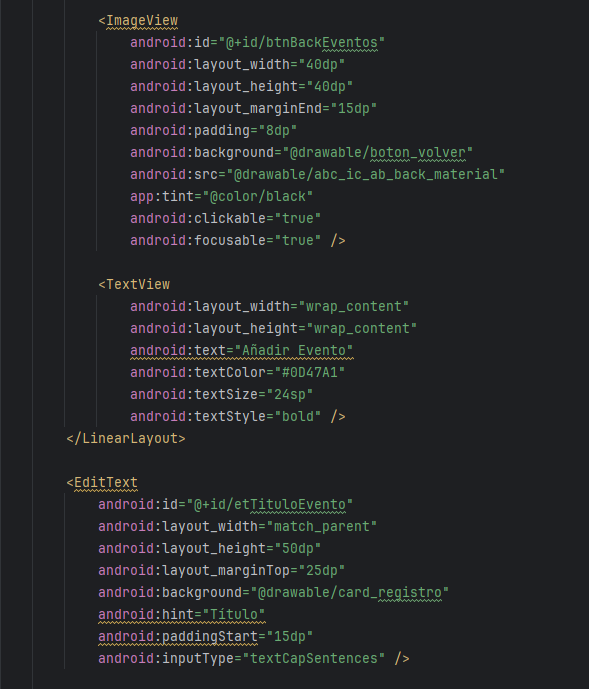 <ImageView
android:id="@+id/btnBackEventos"
android:layout_width="40dp"
android:layout_height="40dp"
android:layout_marginEnd="15dp"
android:padding="8dp"
android:background="@drawable/boton_volver"
android:src="@drawable/abc_ic_ab_back_material"
app:tint="@color/black"
android:clickable="true"
android:focusable="true" />
<TextView
android:layout_width="wrap_content"
android:layout_height="wrap_content"
android:text="Añadir Evento"
android:textColor="#0D47A1"
android:textSize="24sp"
android:textStyle="bold" />
</LinearLayout>
<EditText
android:id="@+id/etTituloEvento"
android:layout_width="match_parent"
android:layout_height="50dp"
android:layout_marginTop="25dp"
android:background="@drawable/card_registro"
android:hint="Título"
android:paddingStart="15dp"
android:inputType="textCapSentences" />